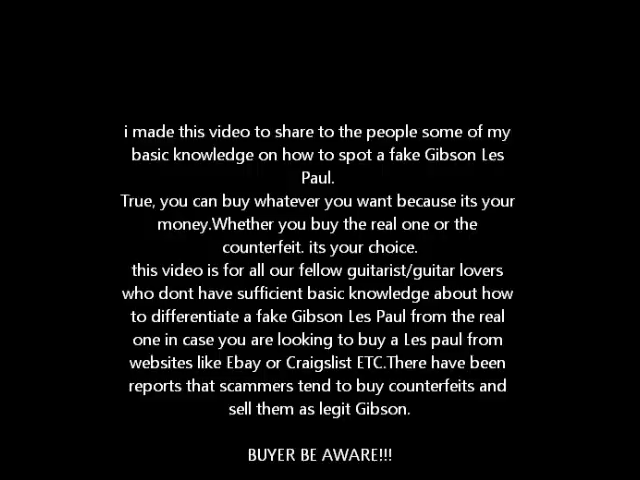 i made this video to share to the people some of my
basic knowledge on how to spot a fake Gibson Les
Paul.
True, you can buy whatever you want because its your
money.Whether you buy the real one or the
counterfeit. its your choice.
this video is for all our fellow guitarist/guitar lovers
who dont have sufficient basic knowledge about how
to differentiate a fake Gibson Les Paul from the real
one in case you are looking to buy a Les paul from
websites like Ebay or Craigslist ETC.There have been
reports that scammers tend to buy counterfeits and
sell them as legit Gibson.
BUYER BE AWARE!!!